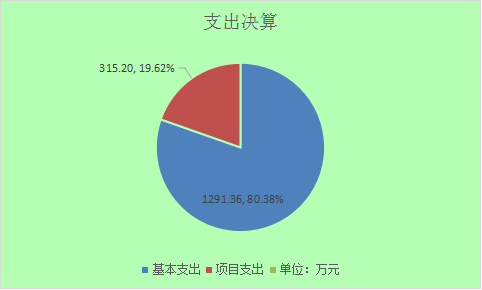 支出决算
315.20, 19.62%
1291.36, 80.38%
基本支出 项目支出 单位：万元